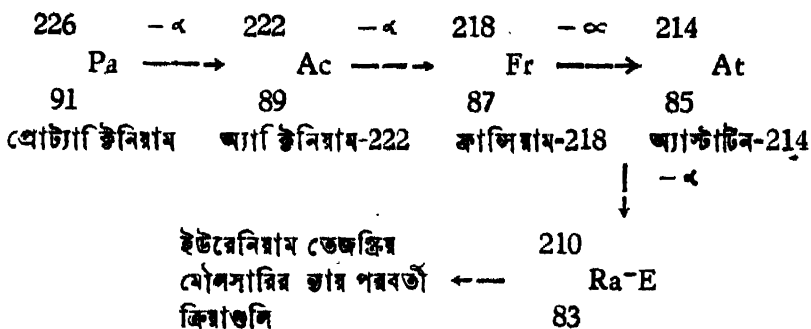 226 –α 222 –α 218 –∝ 214
Pa ——→ Ac ——→ Fr ——→ At
91 89 87 85
প্রোট্যাক্টিনিয়াম অ্যাক্টিনিয়াম-222 ফ্রান্সিয়াম-218 অ্যাস্টাটিন-214
↓ –α
ইউরেনিয়াম তেজস্ক্রিয় 210
মৌলসারির ন্যায় পরবর্তী ←—— Ra-E
ক্রিয়াগুলি 83